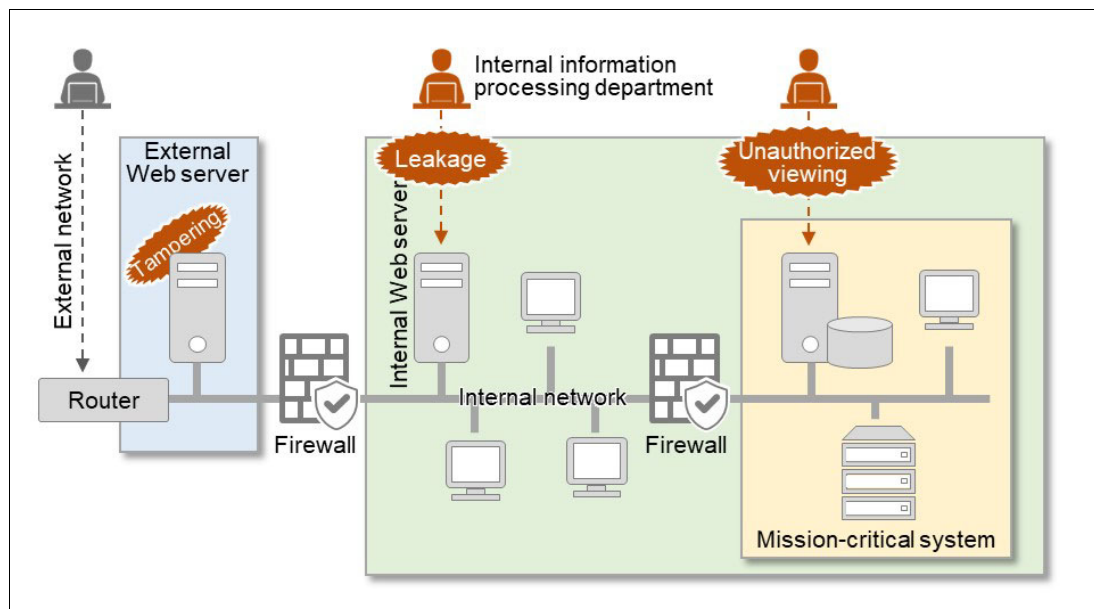 Internal information
processing department
External
Web server
Leakage
Unauthorized
viewing
External network
Tampering
Internal Web server
Router
Internal network
Firewall
Firewall
Mission-critical system